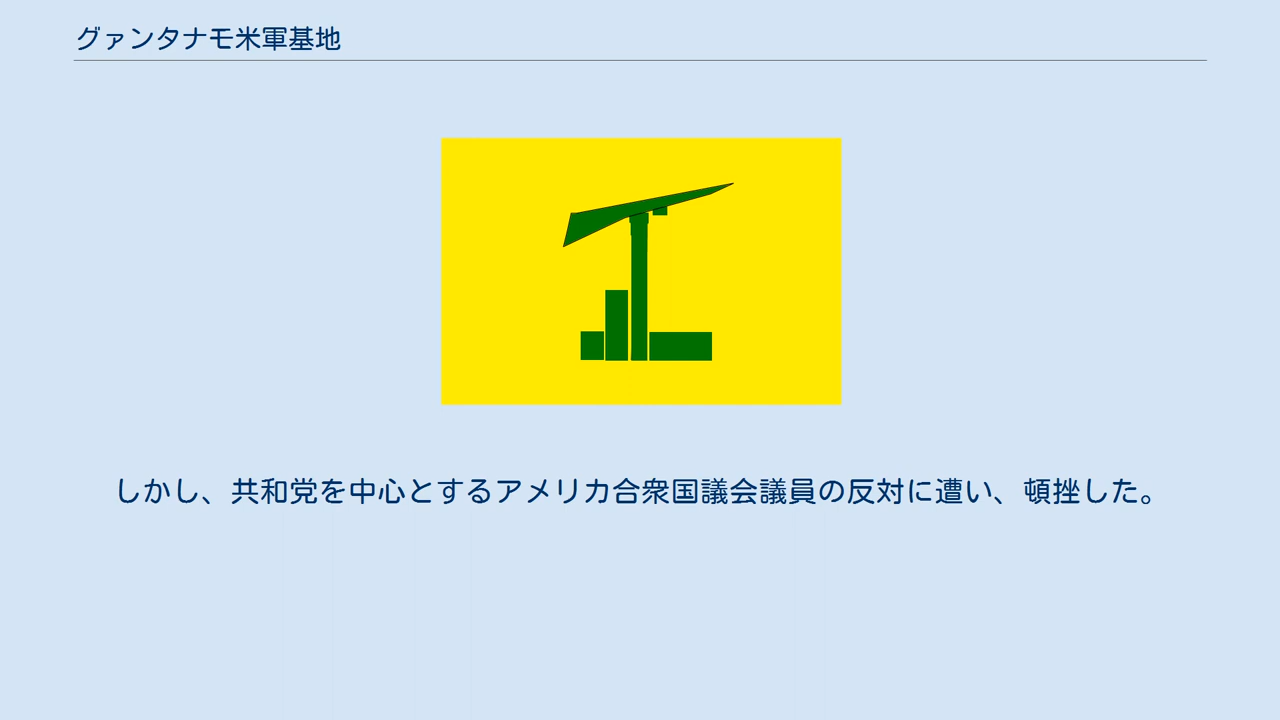 グァンタナモ米軍基地
しかし、共和党を中心とするアメリカ合衆国議会議員の反対に遭い、頓挫した。